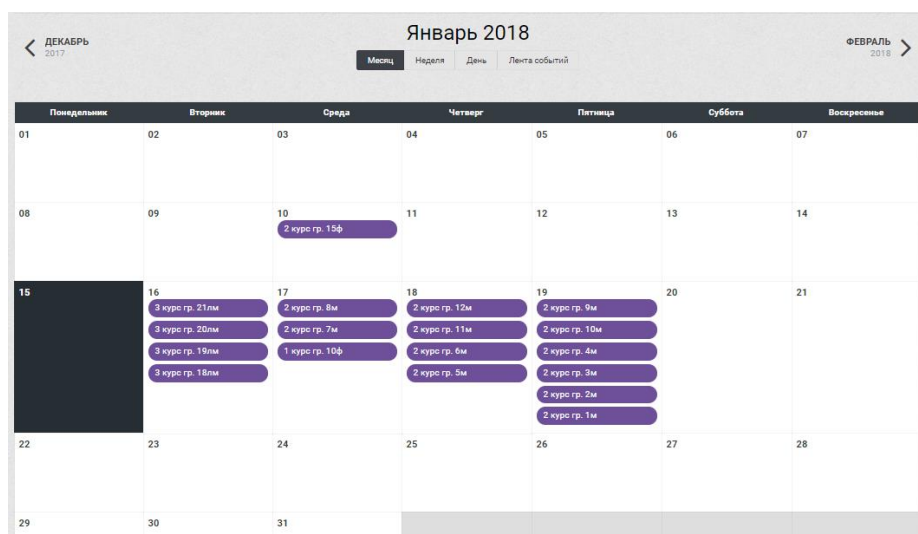 Январь 2018
ДЕКАБРЬ
2017
ФЕВРАЛЬ
2018
Месяц Неделя День Лента событий
Понедельник Вторник Среда Четверг Пятница Суббота Воскресенье
01 02 03 04 05 06 07
08 09 10 11 12 13 14
2 курс гр. 15ф
15 16 17 18 19 20 21
3 курс гр. 21лм 2 курс гр. 8м 2 курс гр. 12м 2 курс гр. 9м
3 курс гр. 20лм 2 курс гр. 7м 2 курс гр. 11м 2 курс гр. 10м
3 курс гр. 19лм 1 курс гр. 10ф 2 курс гр. 6м 2 курс гр. 4м
3 курс гр. 18лм 2 курс гр. 5м 2 курс гр. 3м
2 курс гр. 2м
2 курс гр. 1м
22 23 24 25 26 27 28
29 30 31